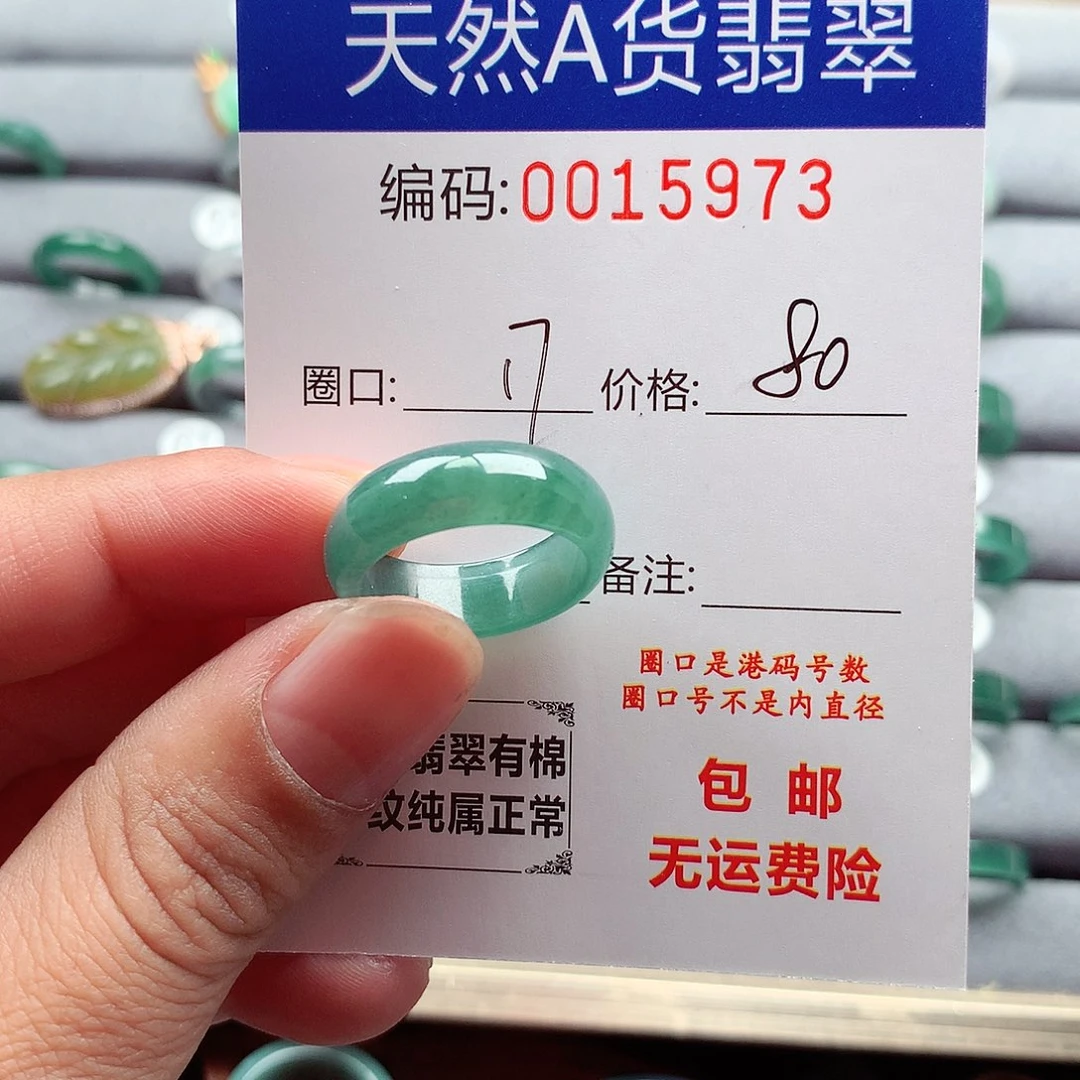 天然A货翡翠
编码:0015973
圈口: 17 价格: 80
备注:
圈口是港码号数
圈口号不是内直径
翡翠有棉
纹纯属正常
包邮
无运费险